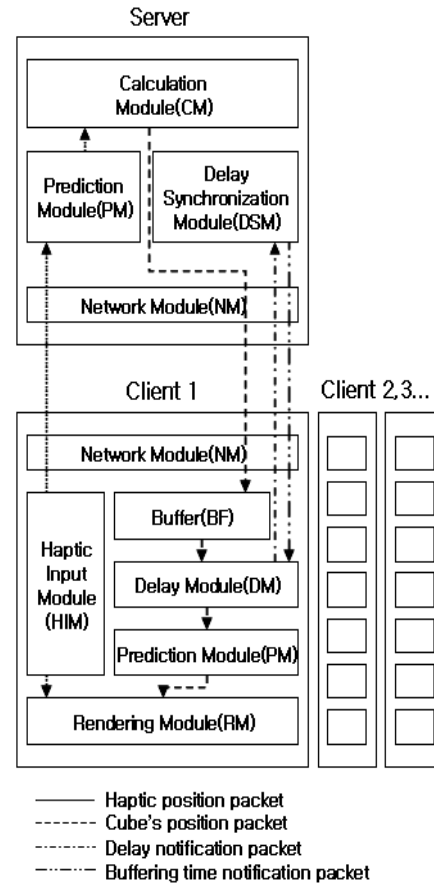 Server
Calculation
Module(CM)
Prediction
Module(PM)
Delay
Synchronization
Module(DSM)
Network Module(NM)
Client 1
Client 2,3...
Network Module(NM)
Haptic
Input
Module
(HIM)
Buffer(BF)
Delay Module(DM)
Prediction Module(PM)
Rendering Module(RM)
Haptic position packet
Cube's position packet
Delay notification packet
Buffering time notification packet